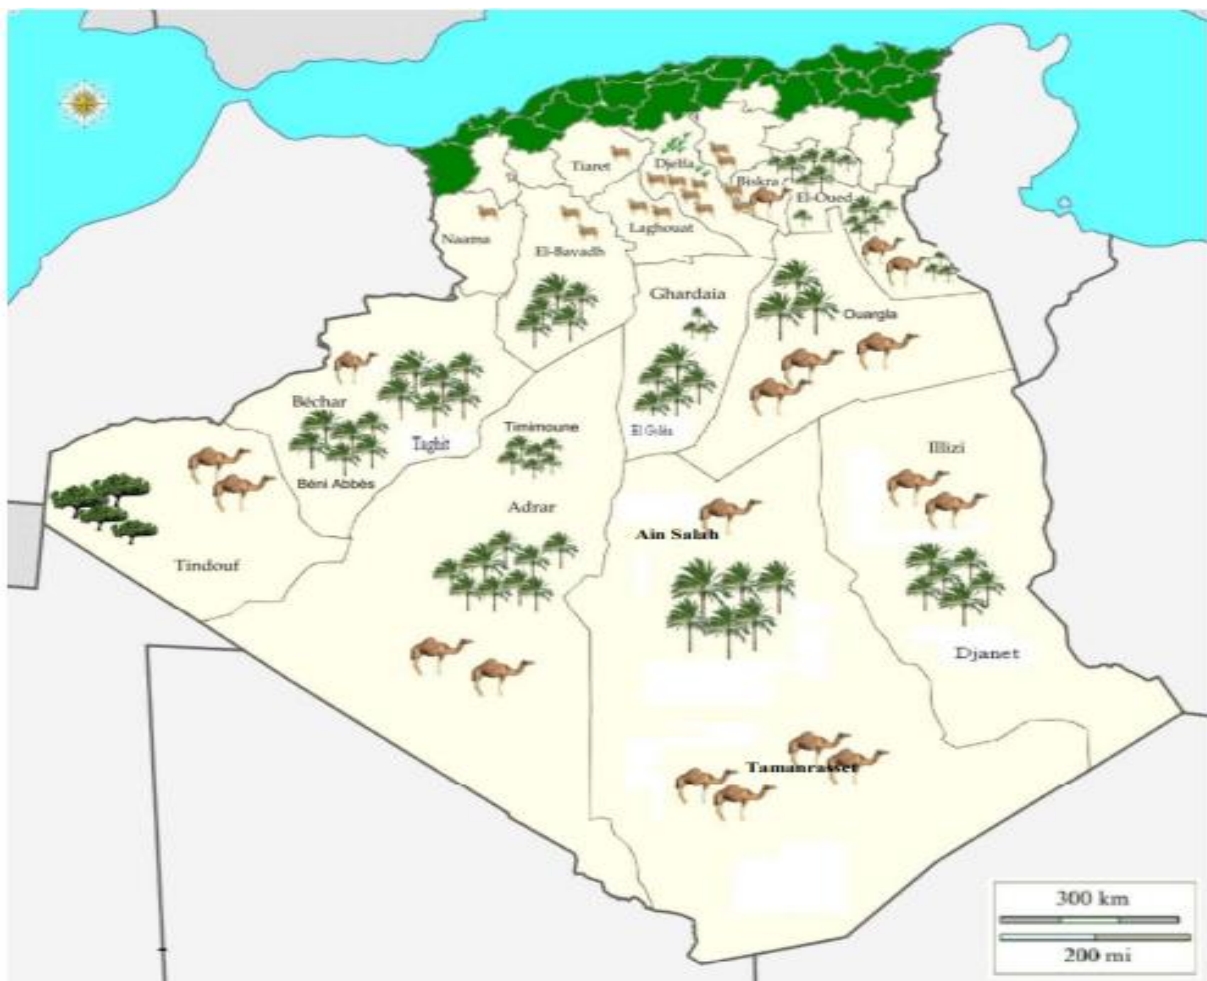 Tiaret
Djelfa
Biskra
El-Oued
Naama
El-Bayadh
Laghouat
Ghardaia
Ouargla
Béchar
Taghit
Timimoune
El Goléa
Illizi
Béni Abbès
Adrar
Ain Salah
Tindouf
Djanet
Tamanrasset
300 km
200 mi